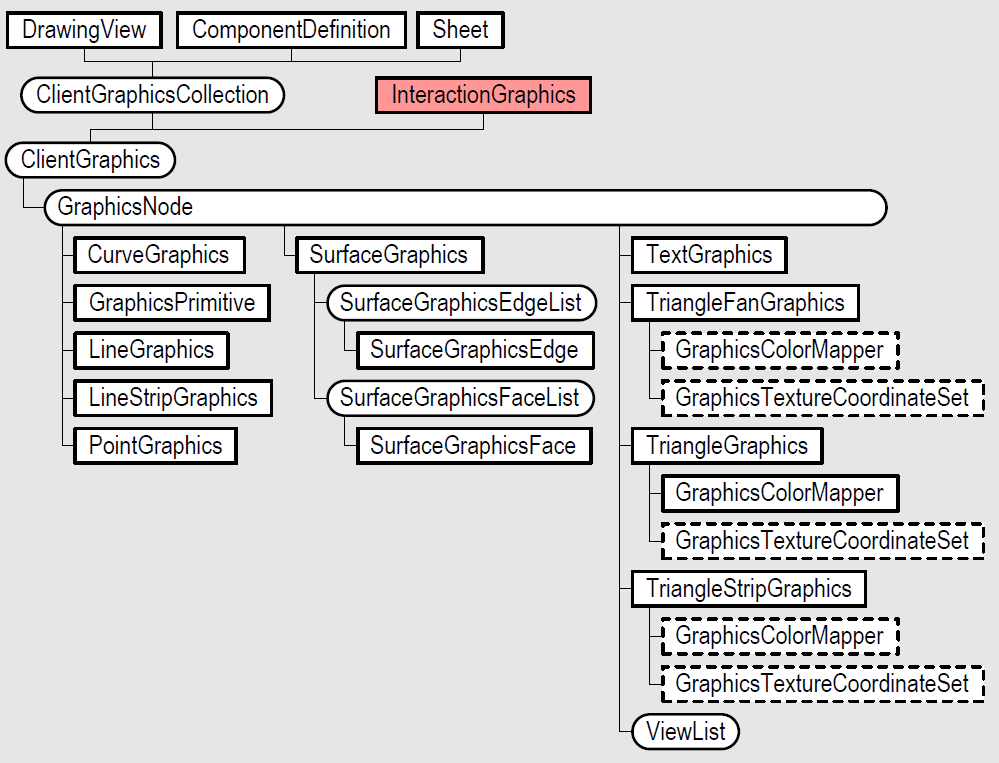 DrawingView
ComponentDefinition
Sheet
ClientGraphicsCollection
InteractionGraphics
ClientGraphics
GraphicsNode
CurveGraphics
GraphicsPrimitive
LineGraphics
LineStripGraphics
PointGraphics
SurfaceGraphics
SurfaceGraphicsEdgeList
SurfaceGraphicsEdge
SurfaceGraphicsFaceList
SurfaceGraphicsFace
TextGraphics
TriangleFanGraphics
GraphicsColorMapper
GraphicsTextureCoordinateSet
TriangleGraphics
GraphicsColorMapper
GraphicsTextureCoordinateSet
TriangleStripGraphics
GraphicsColorMapper
GraphicsTextureCoordinateSet
ViewList